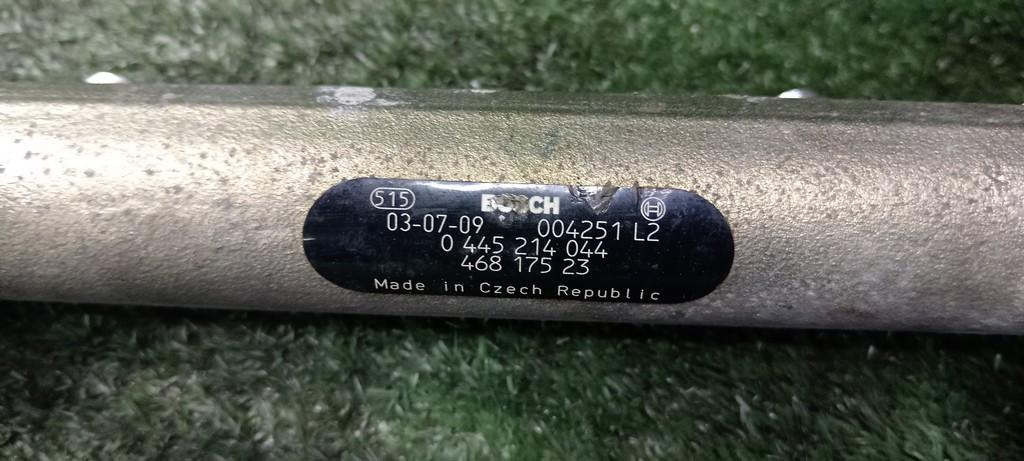 515 BOSCH H
03-07-09 004251 L2
0 445 214 044
468 175 23
Made in Czech Republic